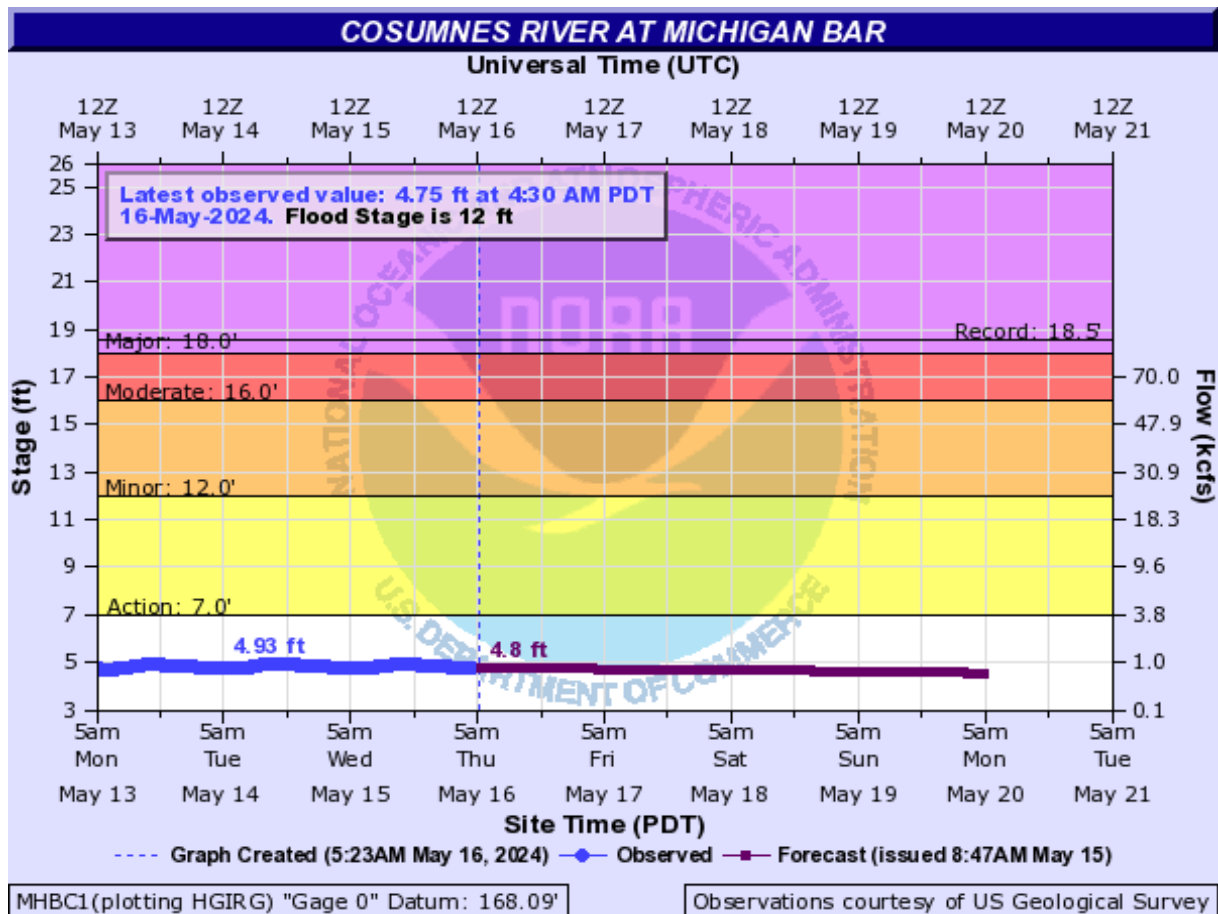 COSUMNES RIVER AT MICHIGAN BAR
Universal Time (UTC)
12Z 12Z 12Z 12Z 12Z 12Z 12Z 12Z 12Z
May 13 May 14 May 15 May 16 May 17 May 18 May 19 May 20 May 21
Latest observed value: 4.75 ft at 4:30 AM PDT
16-May-2024. Flood Stage is 12 ft
26
25
23
21
19
17
15
13
11
9
7
5
3
Stage (ft)
Major: 18.0'
Record: 18.5'
Moderate: 16.0'
Minor: 12.0'
Action: 7.0'
4.93 ft
4.8 ft
NATIONAL OCEANIC AND ATMOSPHERIC ADMINISTRATION
NOAA
U.S. DEPARTMENT OF COMMERCE
70.0
47.9
30.9
18.3
9.6
3.8
1.0
0.1
Flow (kcfs)
5am 5am 5am 5am 5am 5am 5am 5am 5am
Mon Tue Wed Thu Fri Sat Sun Mon Tue
May 13 May 14 May 15 May 16 May 17 May 18 May 19 May 20 May 21
Site Time (PDT)
Graph Created (5:23AM May 16, 2024) Observed Forecast (issued 8:47AM May 15)
MHBC1(plotting HGIRG) "Gage 0" Datum: 168.09'
Observations courtesy of US Geological Survey